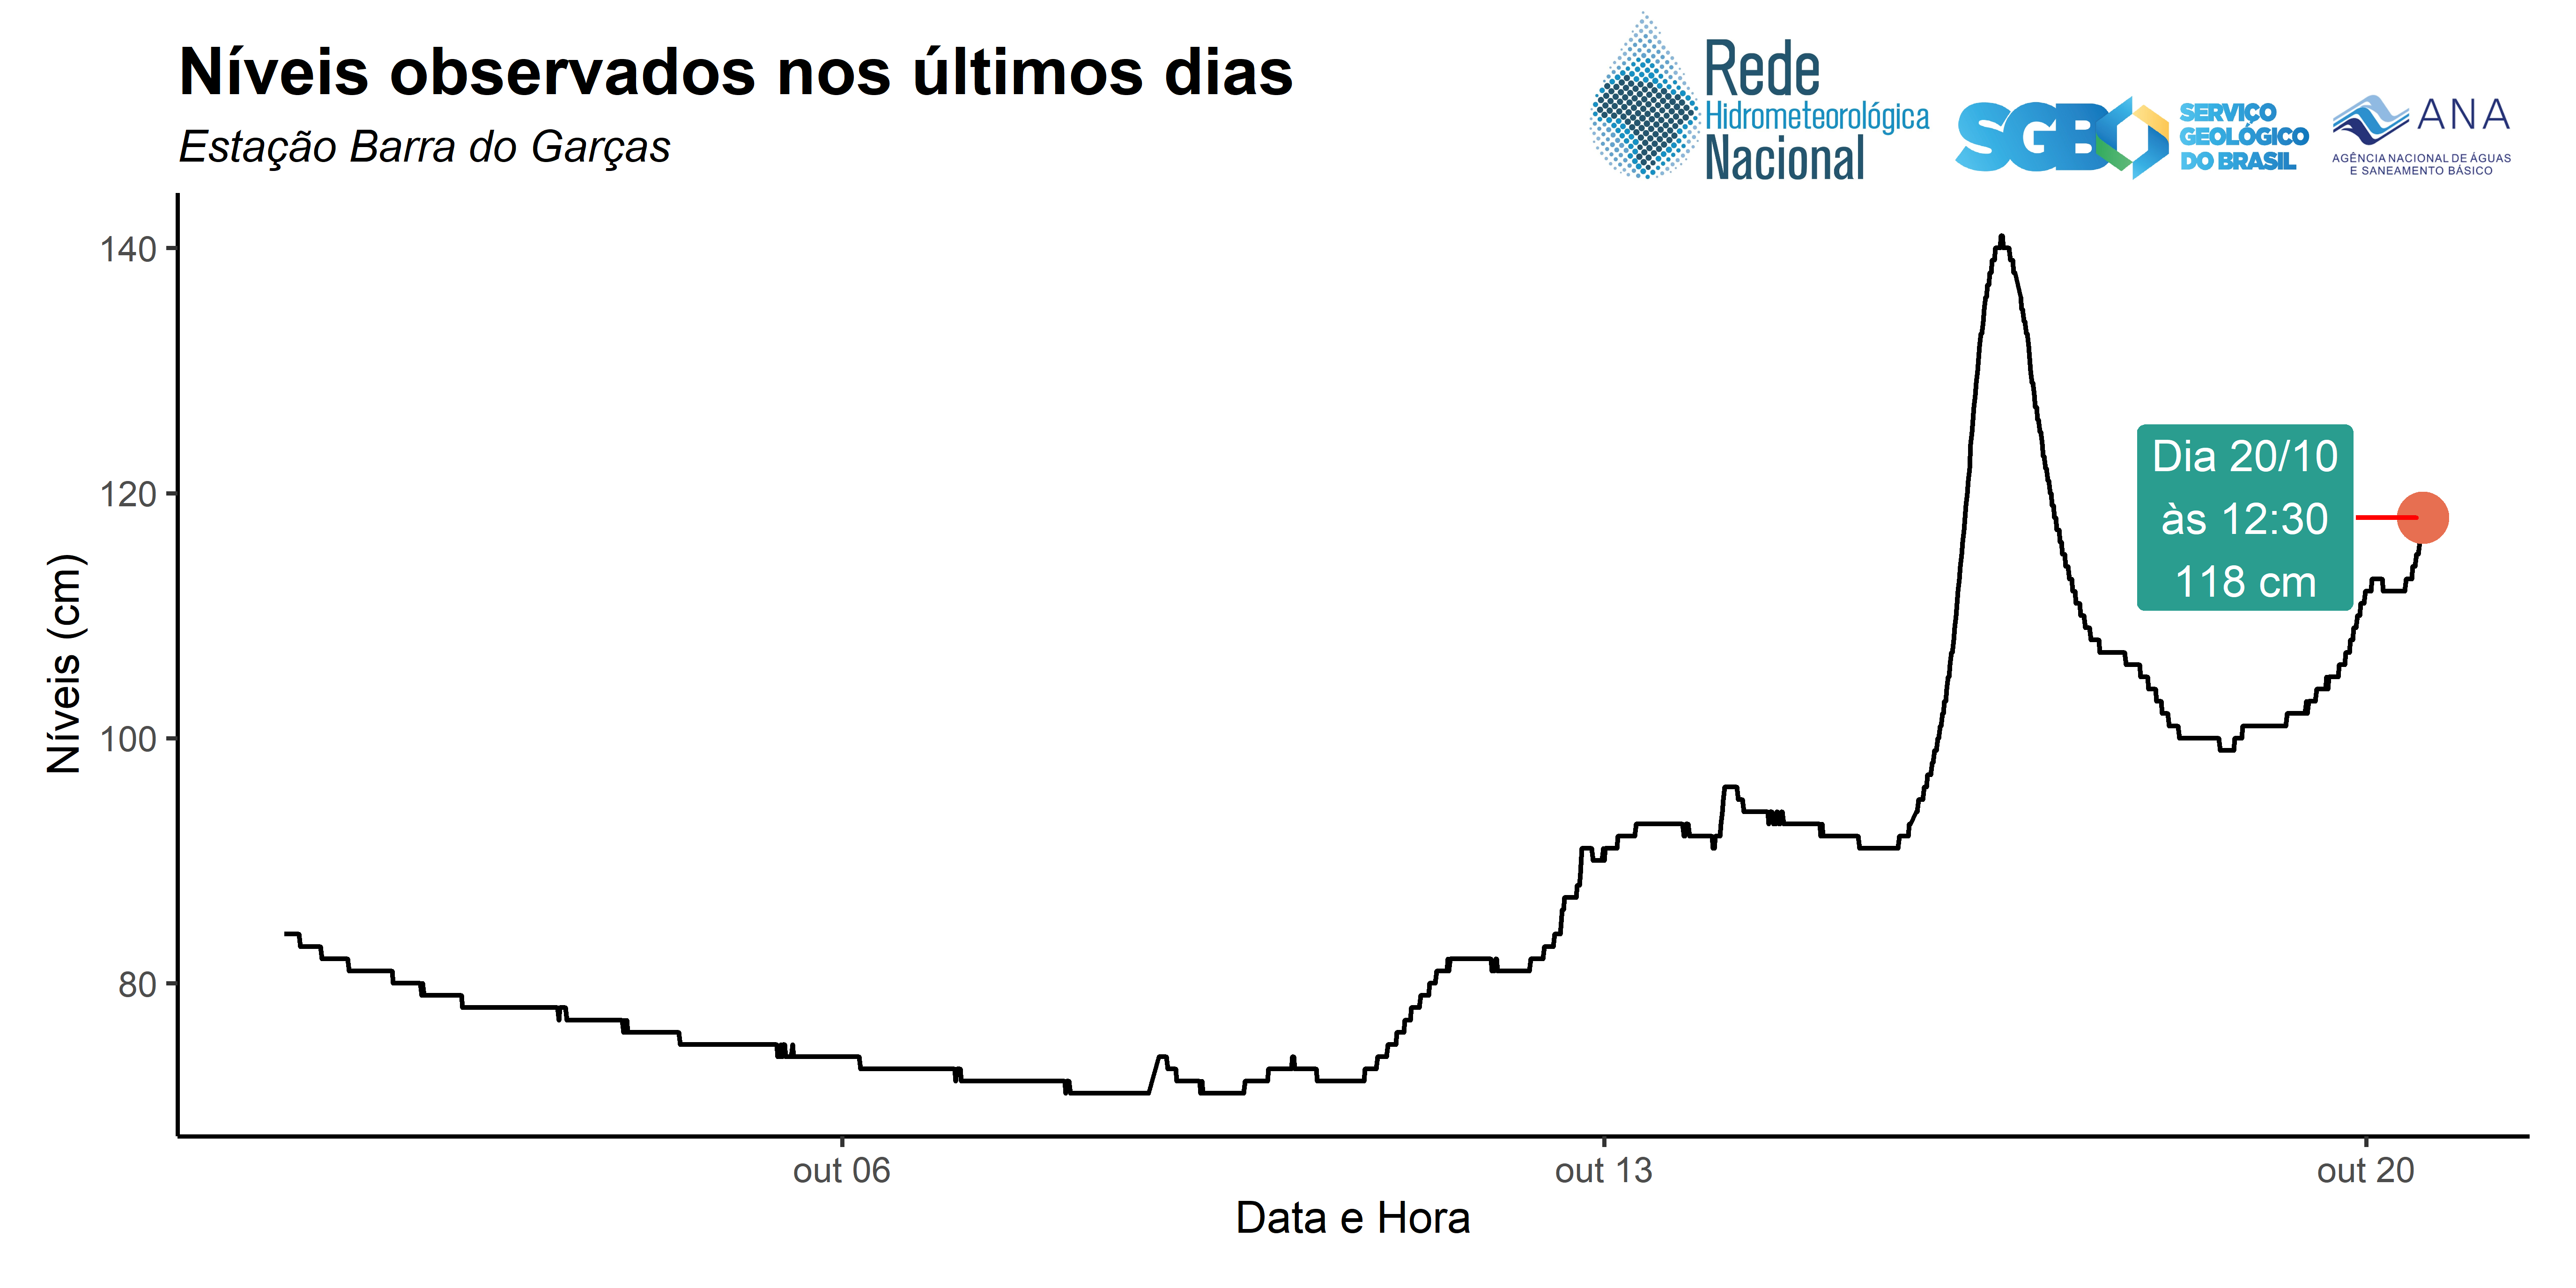 Níveis observados nos últimos dias
Estação Barra do Garças
Rede
Hidrometeorológica
Nacional
SGB
SERVIÇO
GEOLÓGICO
DO BRASIL
ANA
AGÊNCIA NACIONAL DE ÁGUAS
E SANEAMENTO BÁSICO
140
120
100
80
Níveis (cm)
Dia 20/10
às 12:30
118 cm
out 06
out 13
out 20
Data e Hora